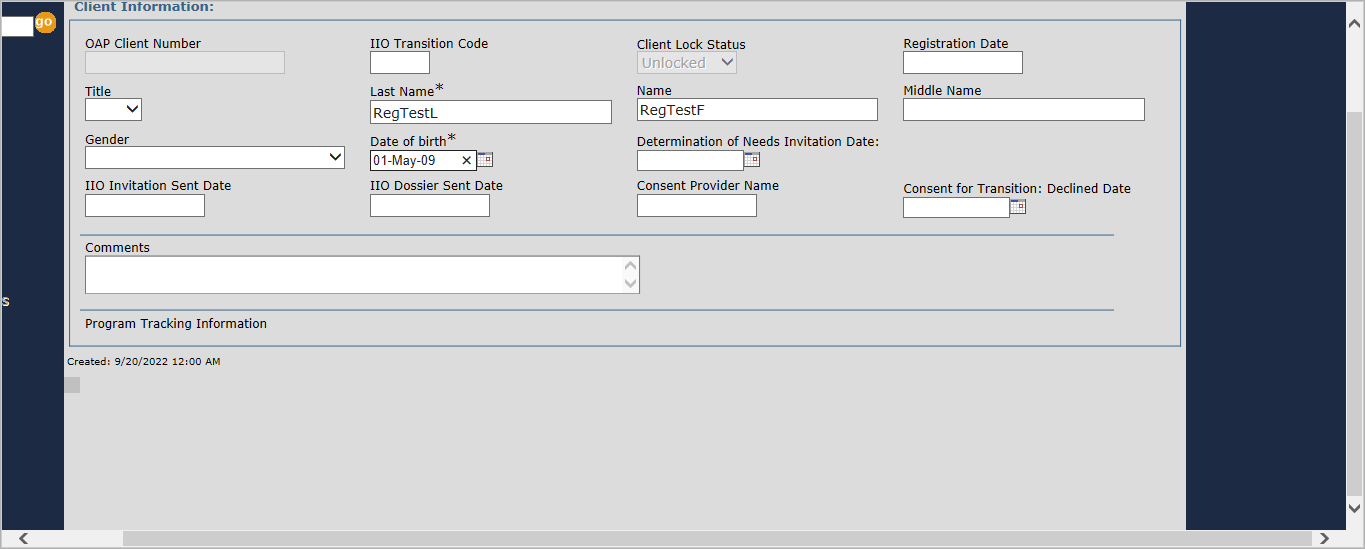 Client Information:
go
OAP Client Number
IIO Transition Code
Client Lock Status
Registration Date
Unlocked
Title
Last Name*
Name
Middle Name
RegTestL
RegTestF
Gender
Date of birth*
Determination of Needs Invitation Date:
01-May-09
IIO Invitation Sent Date
IIO Dossier Sent Date
Consent Provider Name
Consent for Transition: Declined Date
Comments
s
Program Tracking Information
Created: 9/20/2022 12:00 AM